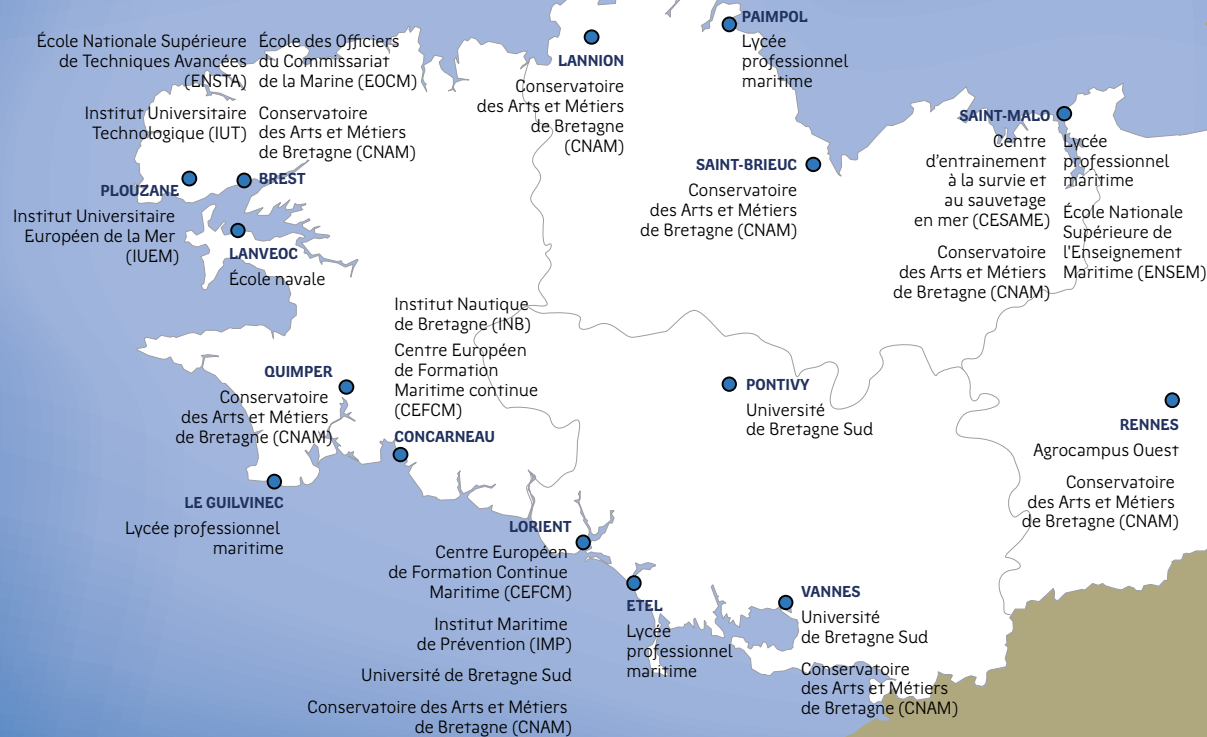 École Nationale Supérieure
de Techniques Avancées
(ENSTA)
Institut Universitaire
Technologique (IUT)
École des Officiers
du Commissariat
de la Marine (EOCM)
Conservatoire
des Arts et Métiers
de Bretagne (CNAM)
BREST
PLOUZANE
Institut Universitaire
Européen de la Mer
(IUEM)
LANVEOC
École navale
LANNION
Conservatoire
des Arts et Métiers
de Bretagne
(CNAM)
PAIMPOL
Lycée
professionnel
maritime
SAINT-BRIEUC
Conservatoire
des Arts et Métiers
de Bretagne (CNAM)
SAINT-MALO
Centre
d'entrainement
à la survie et
au sauvetage
en mer (CESAME)
Conservatoire
des Arts et Métiers
de Bretagne (CNAM)
Lycée
professionnel
maritime
École Nationale
Supérieure de
l'Enseignement
Maritime (ENSEM)
Institut Nautique
de Bretagne (INB)
Centre Européen
de Formation
Maritime continue
(CEFCM)
CONCARNEAU
QUIMPER
Conservatoire
des Arts et Métiers
de Bretagne (CNAM)
LE GUILVINEC
Lycée professionnel
maritime
PONTIVY
Université
de Bretagne Sud
RENNES
Agrocampus Ouest
Conservatoire
des Arts et Métiers
de Bretagne (CNAM)
LORIENT
Centre Européen
de Formation Continue
Maritime (CEFCM)
Institut Maritime
de Prévention (IMP)
Université de Bretagne Sud
Conservatoire des Arts et Métiers
de Bretagne (CNAM)
ETEL
Lycée
professionnel
maritime
VANNES
Université
de Bretagne Sud
Conservatoire
des Arts et Métiers
de Bretagne (CNAM)